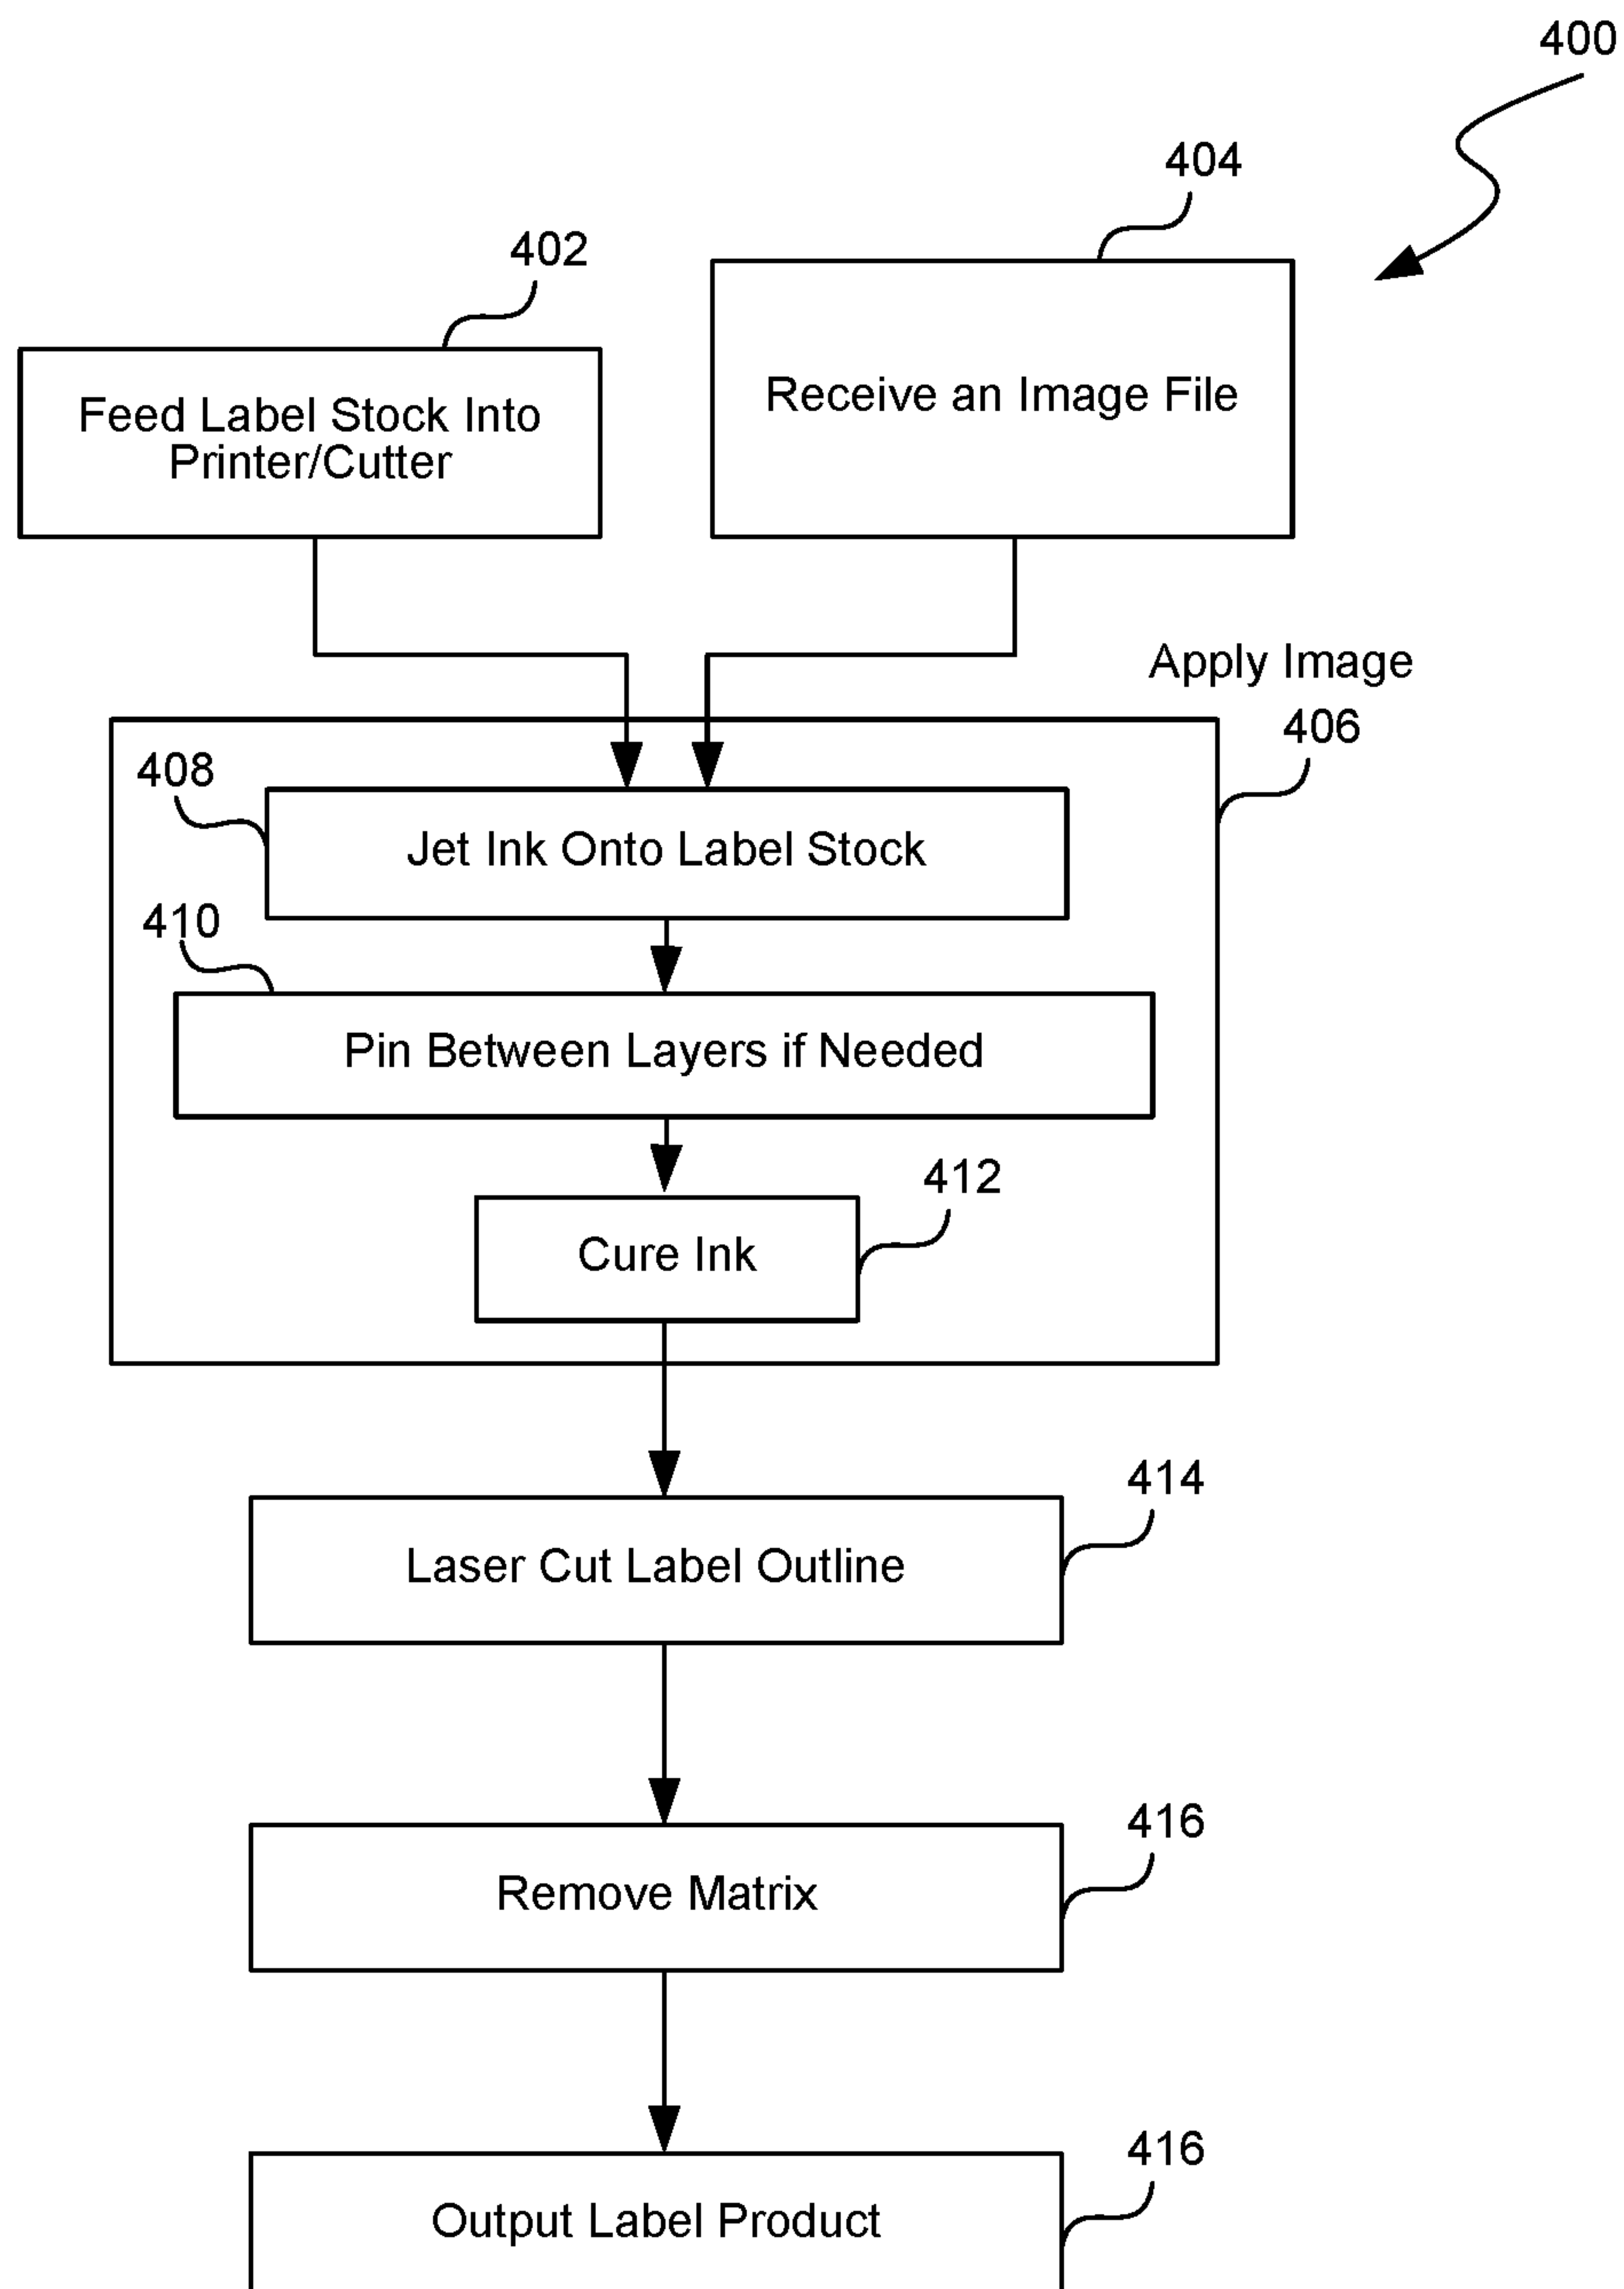 400
404
402
Receive an Image File
Feed Label Stock Into
Printer/Cutter
Apply Image
406
408
Jet Ink Onto Label Stock
410
Pin Between Layers if Needed
412
Cure Ink
414
Laser Cut Label Outline
416
Remove Matrix
416
Output Label Product